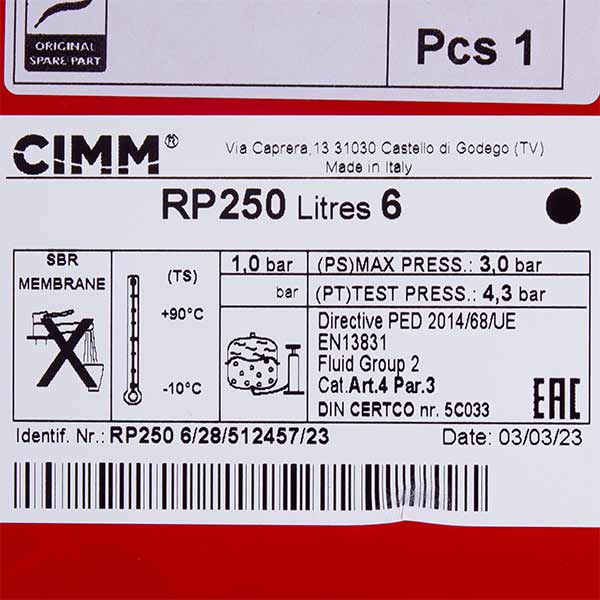 ORIGINAL
SPARE PART
Pcs 1
CIMM®
Via Caprera,13 31030 Castello di Godego (TV)
Made in Italy
RP250 Litres 6
SBR
MEMBRANE
(TS)
+90°C
-10°C
1,0 bar
bar
(PS)MAX PRESS.: 3,0 bar
(PT)TEST PRESS.: 4,3 bar
Directive PED 2014/68/UE
EN13831
Fluid Group 2
Cat.Art.4 Par.3
DIN CERTCO nr. 5C033
EAC
Identif. Nr.: RP250 6/28/512457/23
Date: 03/03/23